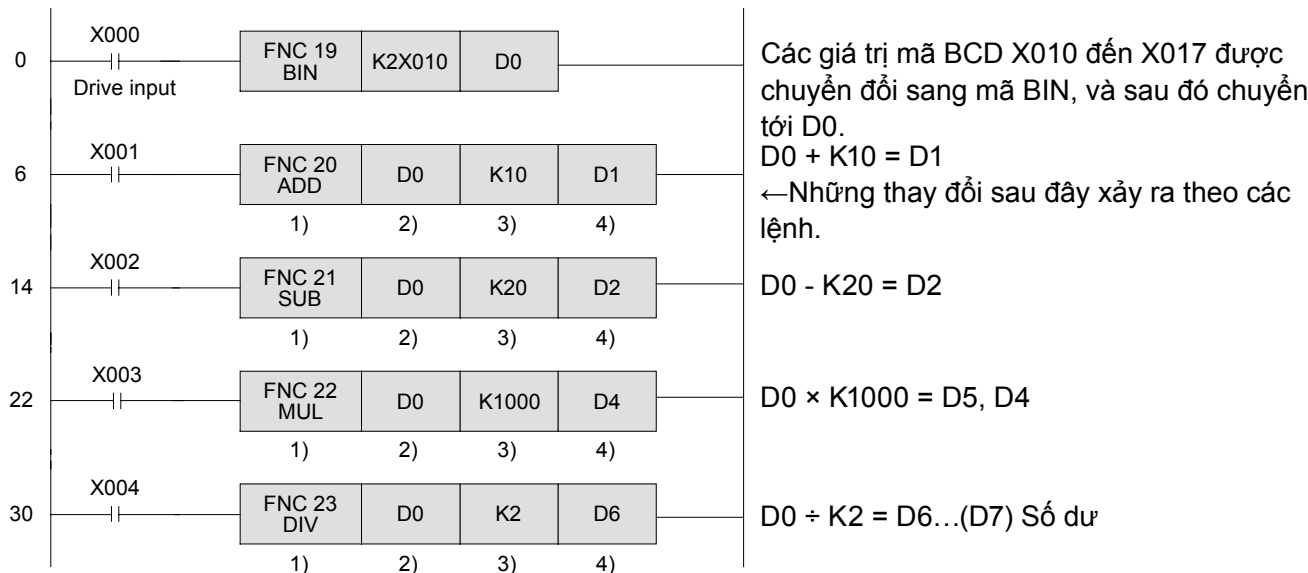 X000
0
Drive input
FNC 19
BIN
K2X010
D0
Các giá trị mã BCD X010 đến X017 được
chuyển đổi sang mã BIN, và sau đó chuyển
tới D0.
X001
6
FNC 20
ADD
D0
K10
D1
1) 2) 3) 4)
D0 + K10 = D1
←Những thay đổi sau đây xảy ra theo các
lệnh.
X002
14
FNC 21
SUB
D0
K20
D2
1) 2) 3) 4)
D0 - K20 = D2
X003
22
FNC 22
MUL
D0
K1000
D4
1) 2) 3) 4)
D0 × K1000 = D5, D4
X004
30
FNC 23
DIV
D0
K2
D6
1) 2) 3) 4)
D0 ÷ K2 = D6…(D7) Số dư